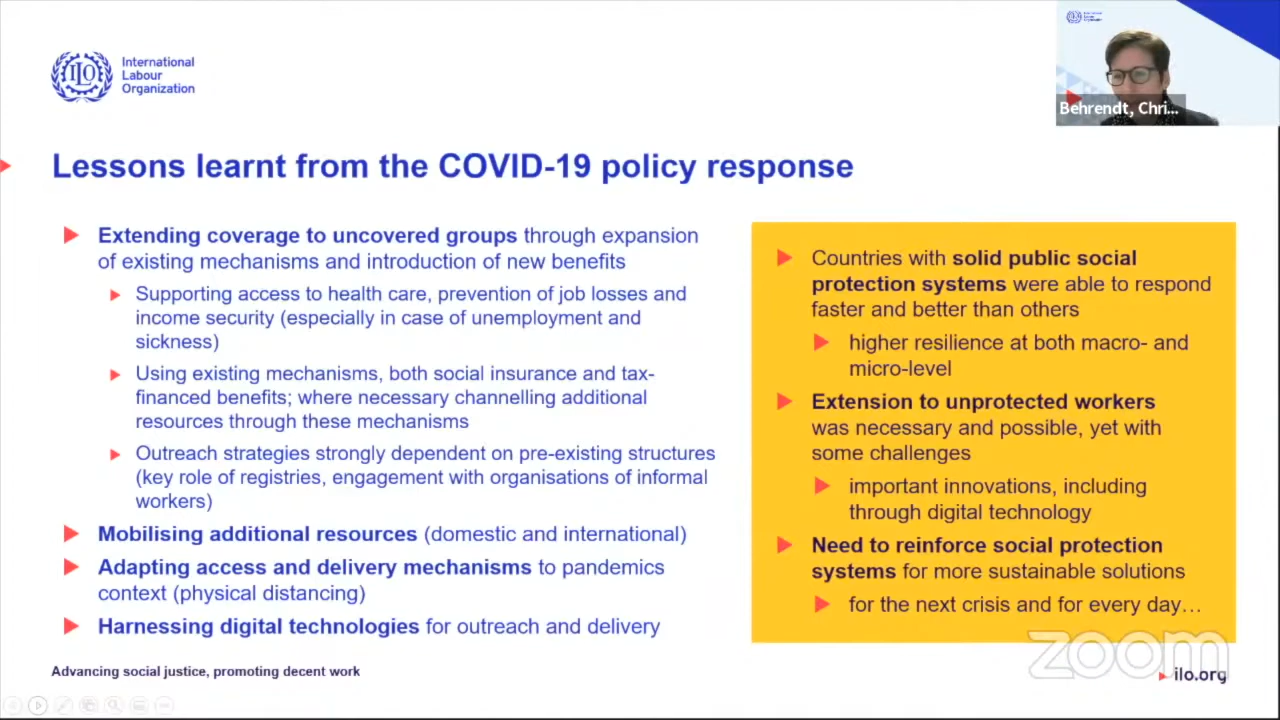 International
Labour
Organization
ILO
Behrendt, Chri...
Lessons learnt from the COVID-19 policy response
Extending coverage to uncovered groups through expansion
of existing mechanisms and introduction of new benefits
Supporting access to health care, prevention of job losses and
income security (especially in case of unemployment and
sickness)
Using existing mechanisms, both social insurance and tax-
financed benefits; where necessary channelling additional
resources through these mechanisms
Outreach strategies strongly dependent on pre-existing structures
(key role of registries, engagement with organisations of informal
workers)
Mobilising additional resources (domestic and international)
Adapting access and delivery mechanisms to pandemics
context (physical distancing)
Harnessing digital technologies for outreach and delivery
Countries with solid public social
protection systems were able to respond
faster and better than others
higher resilience at both macro- and
micro-level
Extension to unprotected workers
was necessary and possible, yet with
some challenges
important innovations, including
through digital technology
Need to reinforce social protection
systems for more sustainable solutions
for the next crisis and for every day…
zoom
Advancing social justice, promoting decent work
ilo.org